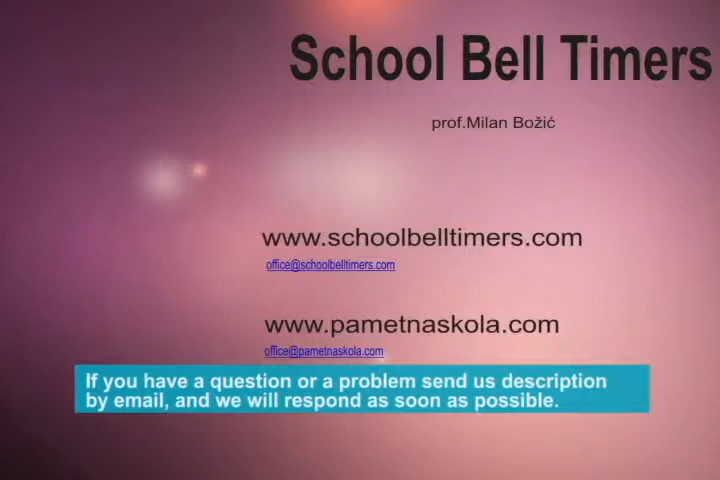 School Bell Timers
prof.Milan Božić
www.schoolbelltimers.com
office@schoolbelltimers.com
www.pametnaskola.com
office@pametnaskola.com
If you have a question or a problem send us description
by email, and we will respond as soon as possible.